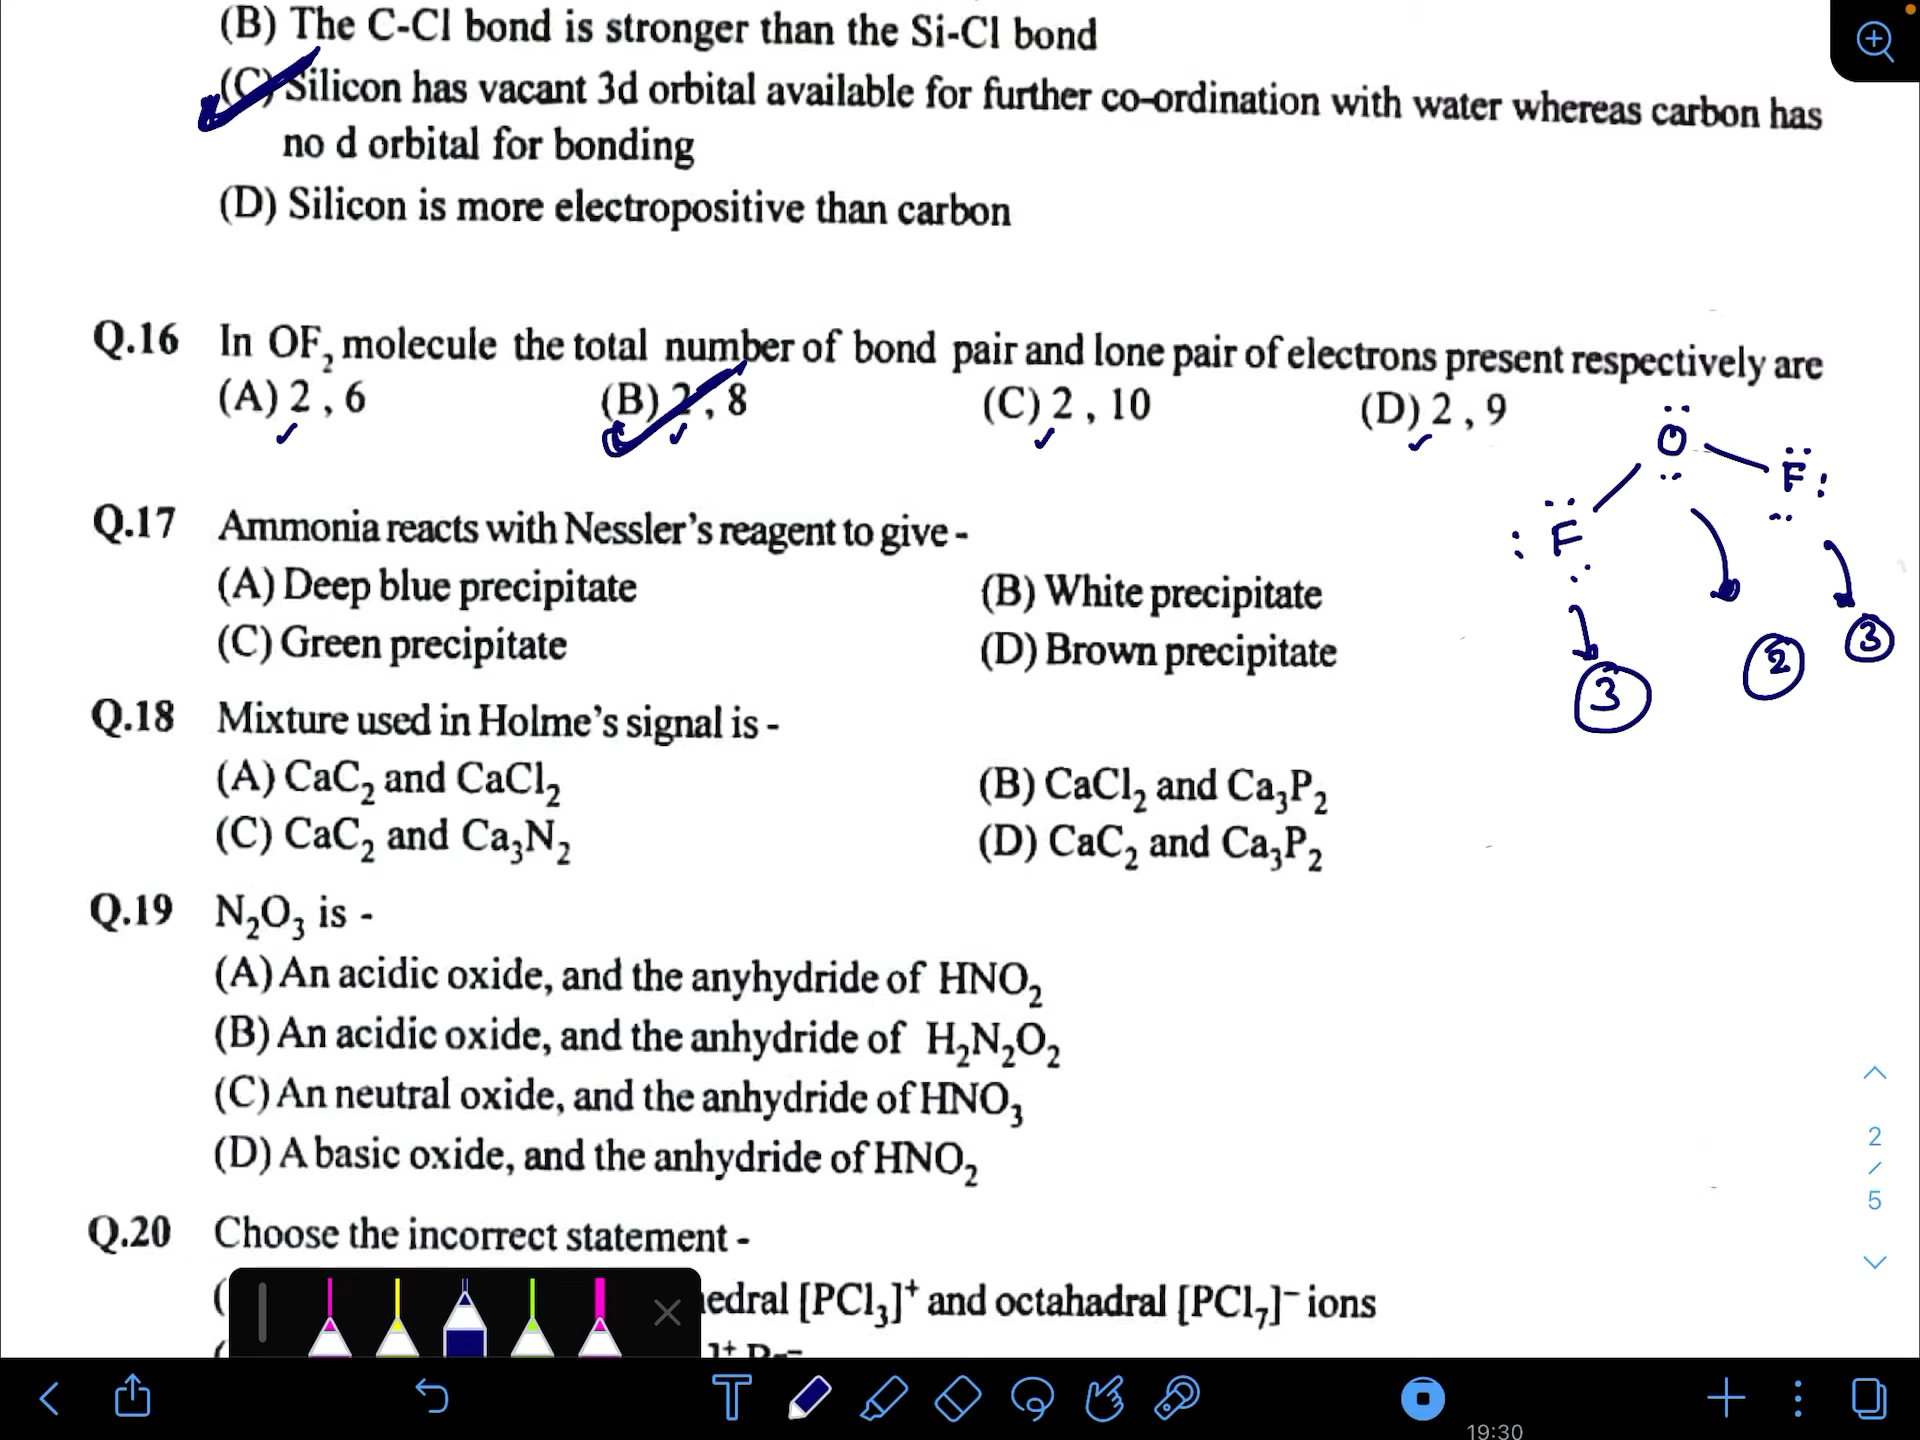 (B) The C-Cl bond is stronger than the Si-Cl bond
(C) Silicon has vacant 3d orbital available for further co-ordination with water whereas carbon has
no d orbital for bonding
(D) Silicon is more electropositive than carbon
Q.16 In OF₂ molecule the total number of bond pair and lone pair of electrons present respectively are
(A) 2 , 6 (B) 2 , 8 (C) 2 , 10 (D) 2 , 9
O
F
F
3
2
3
Q.17 Ammonia reacts with Nessler's reagent to give -
(A) Deep blue precipitate (B) White precipitate
(C) Green precipitate (D) Brown precipitate
Q.18 Mixture used in Holme's signal is -
(A) CaC₂ and CaCl₂ (B) CaCl₂ and Ca₃P₂
(C) CaC₂ and Ca₃N₂ (D) CaC₂ and Ca₃P₂
Q.19 N₂O₃ is -
(A) An acidic oxide, and the anyhydride of HNO₂
(B) An acidic oxide, and the anhydride of H₂N₂O₂
(C) An neutral oxide, and the anhydride of HNO₃
(D) A basic oxide, and the anhydride of HNO₂
2
/
5
Q.20 Choose the incorrect statement -
hedral [PCl₃]⁺ and octahadral [PCl₇]⁻ ions
T
19:30